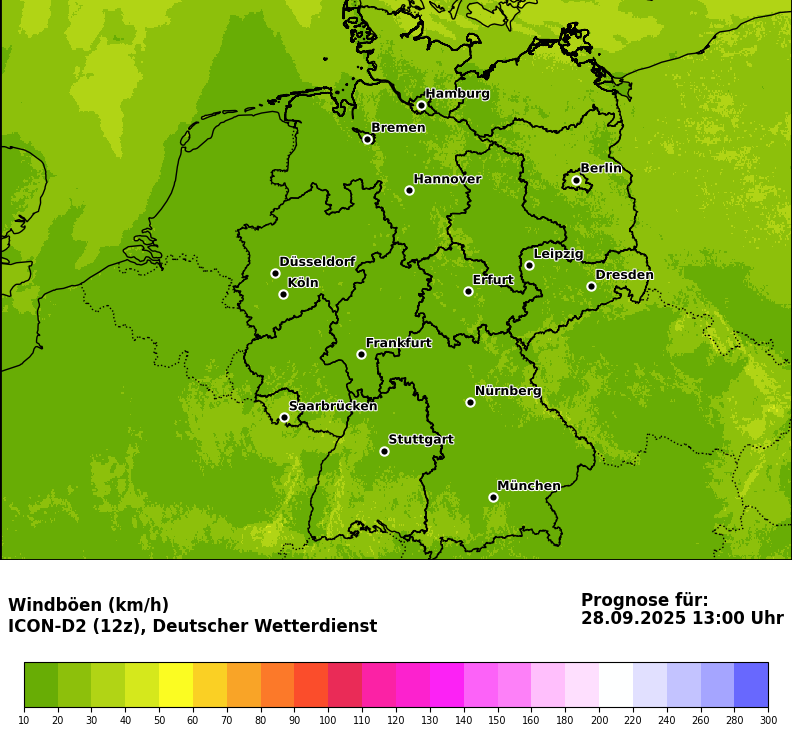 Hamburg
Bremen
Berlin
Hannover
Leipzig
Düsseldorf
Dresden
Köln
Erfurt
Frankfurt
Nürnberg
Saarbrücken
Stuttgart
München
Windböen (km/h)
ICON-D2 (12z), Deutscher Wetterdienst
Prognose für:
28.09.2025 13:00 Uhr
10 20 30 40 50 60 70 80 90 100 110 120 130 140 150 160 180 200 220 240 260 280 300